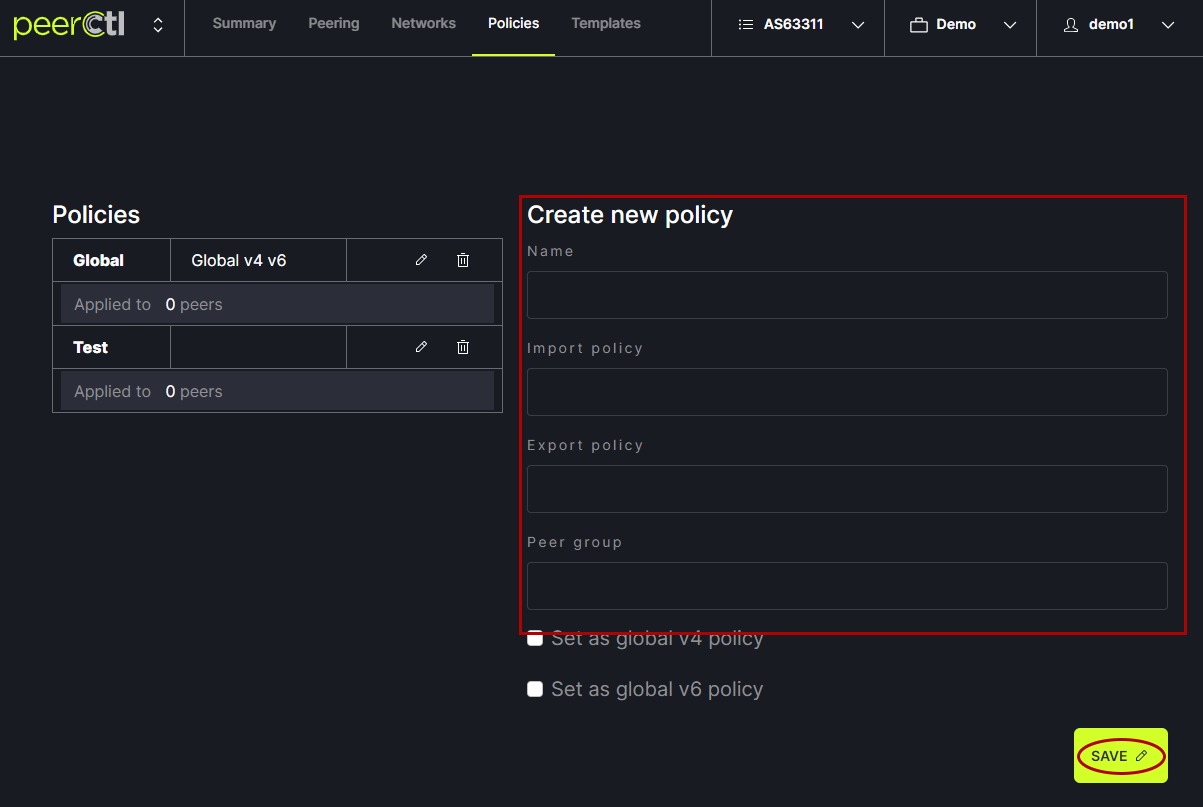 peerCtl Summary Peering Networks Policies Templates AS63311 Demo demo1
Policies
Global Global v4 v6
Applied to 0 peers
Test
Applied to 0 peers
Create new policy
Name
Import policy
Export policy
Peer group
Set as global v4 policy
Set as global v6 policy
SAVE